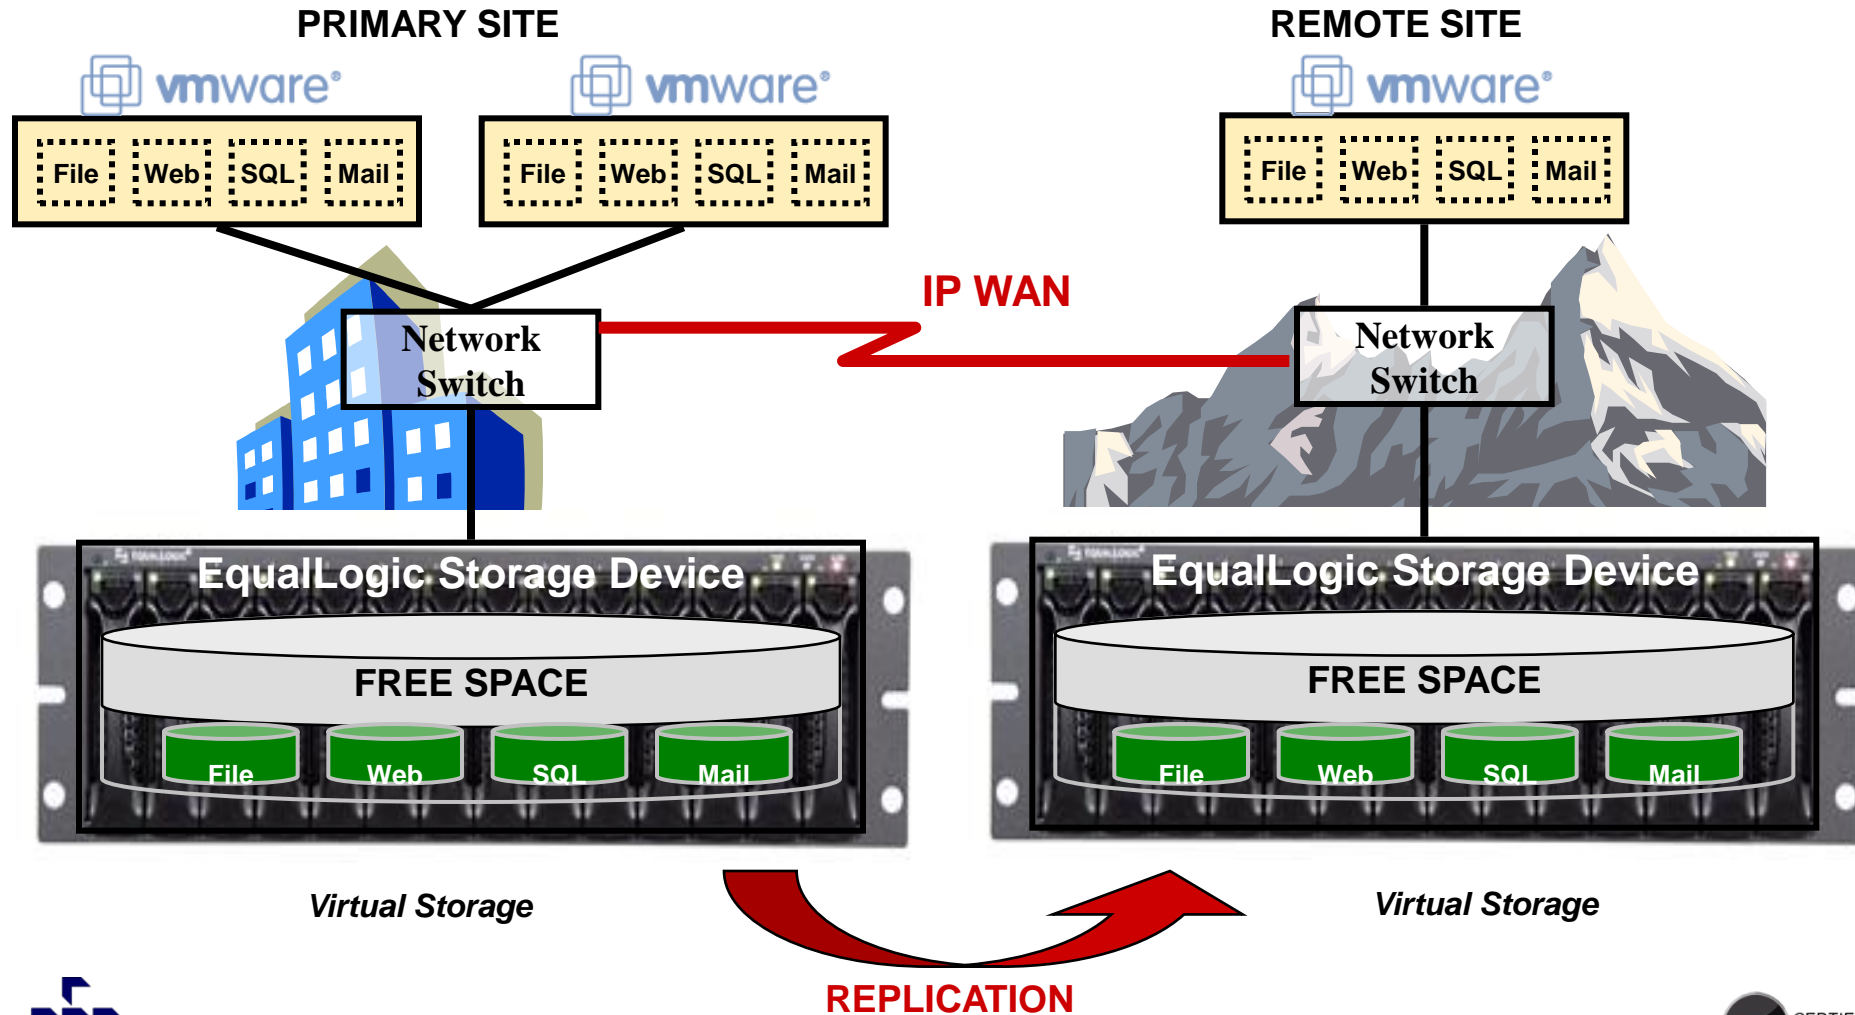 PRIMARY SITE
REMOTE SITE
vmware®
vmware®
vmware®
File Web SQL Mail
File Web SQL Mail
File Web SQL Mail
IP WAN
Network
Switch
Network
Switch
EQUALLOGIC®
EqualLogic Storage Device
FREE SPACE
File Web SQL Mail
EQUALLOGIC®
EqualLogic Storage Device
FREE SPACE
File Web SQL Mail
Virtual Storage
Virtual Storage
REPLICATION